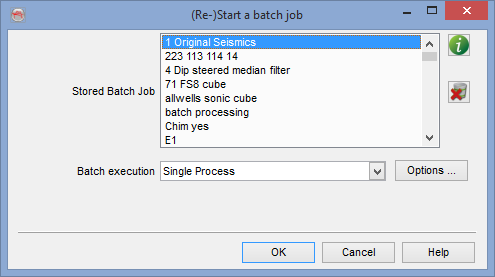 (Re-)Start a batch job
Stored Batch Job
1 Original Seismics
223 113 114 14
4 Dip steered median filter
71 FS8 cube
allwells sonic cube
batch processing
Chim yes
E1
Batch execution
Single Process
Options ...
OK
Cancel
Help